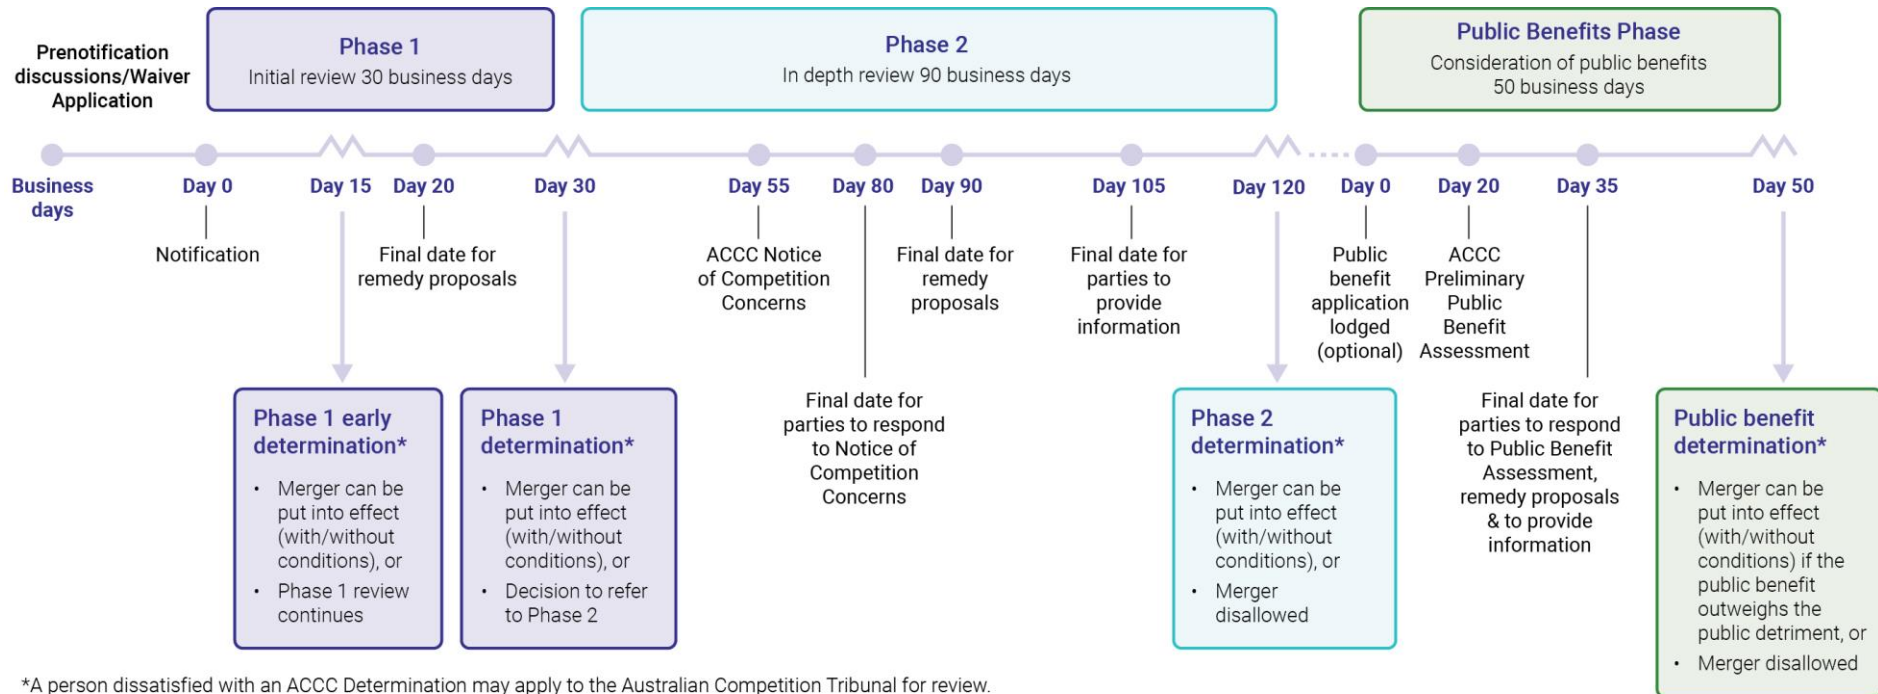 Prenotification
discussions/Waiver
Application
Phase 1
Initial review 30 business days
Phase 2
In depth review 90 business days
Public Benefits Phase
Consideration of public benefits
50 business days
Business
days
Day 0
Day 15
Day 20
Day 30
Day 55
Day 80
Day 90
Day 105
Day 120
Day 0
Day 20
Day 35
Day 50
Notification
Final date for
remedy proposals
ACCC Notice
of Competition
Concerns
Final date for
remedy
proposals
Final date for
parties to
provide
information
Public
benefit
application
lodged
(optional)
ACCC
Preliminary
Public
Benefit
Assessment
Phase 1 early
determination*
• Merger can be
put into effect
(with/without
conditions), or
• Phase 1 review
continues
Phase 1
determination*
• Merger can be
put into effect
(with/without
conditions), or
• Decision to refer
to Phase 2
Final date for
parties to respond
to Notice of
Competition
Concerns
Phase 2
determination*
• Merger can be
put into effect
(with/without
conditions), or
• Merger
disallowed
Final date for
parties to respond
to Public Benefit
Assessment,
remedy proposals
& to provide
information
Public benefit
determination*
• Merger can be
put into effect
(with/without
conditions) if the
public benefit
outweighs the
public detriment, or
• Merger disallowed
*A person dissatisfied with an ACCC Determination may apply to the Australian Competition Tribunal for review.